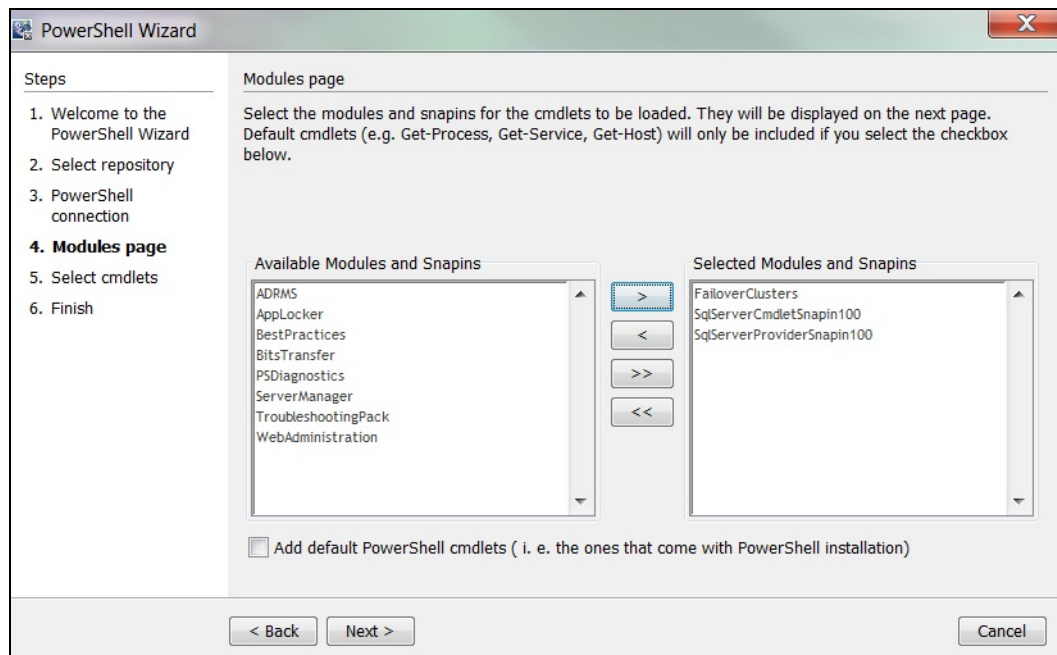 PowerShell Wizard
X
Steps
1. Welcome to the
PowerShell Wizard
2. Select repository
3. PowerShell
connection
4. Modules page
5. Select cmdlets
6. Finish
Modules page
Select the modules and snapins for the cmdlets to be loaded. They will be displayed on the next page.
Default cmdlets (e.g. Get-Process, Get-Service, Get-Host) will only be included if you select the checkbox
below.
Available Modules and Snapins
ADRMS
AppLocker
BestPractices
BitsTransfer
PSDiagnostics
ServerManager
TroubleshootingPack
WebAdministration
>
<
>>
<<
Selected Modules and Snapins
FailoverClusters
SqlServerCmdletSnapin100
SqlServerProviderSnapin100
Add default PowerShell cmdlets ( i. e. the ones that come with PowerShell installation)
< Back
Next >
Cancel